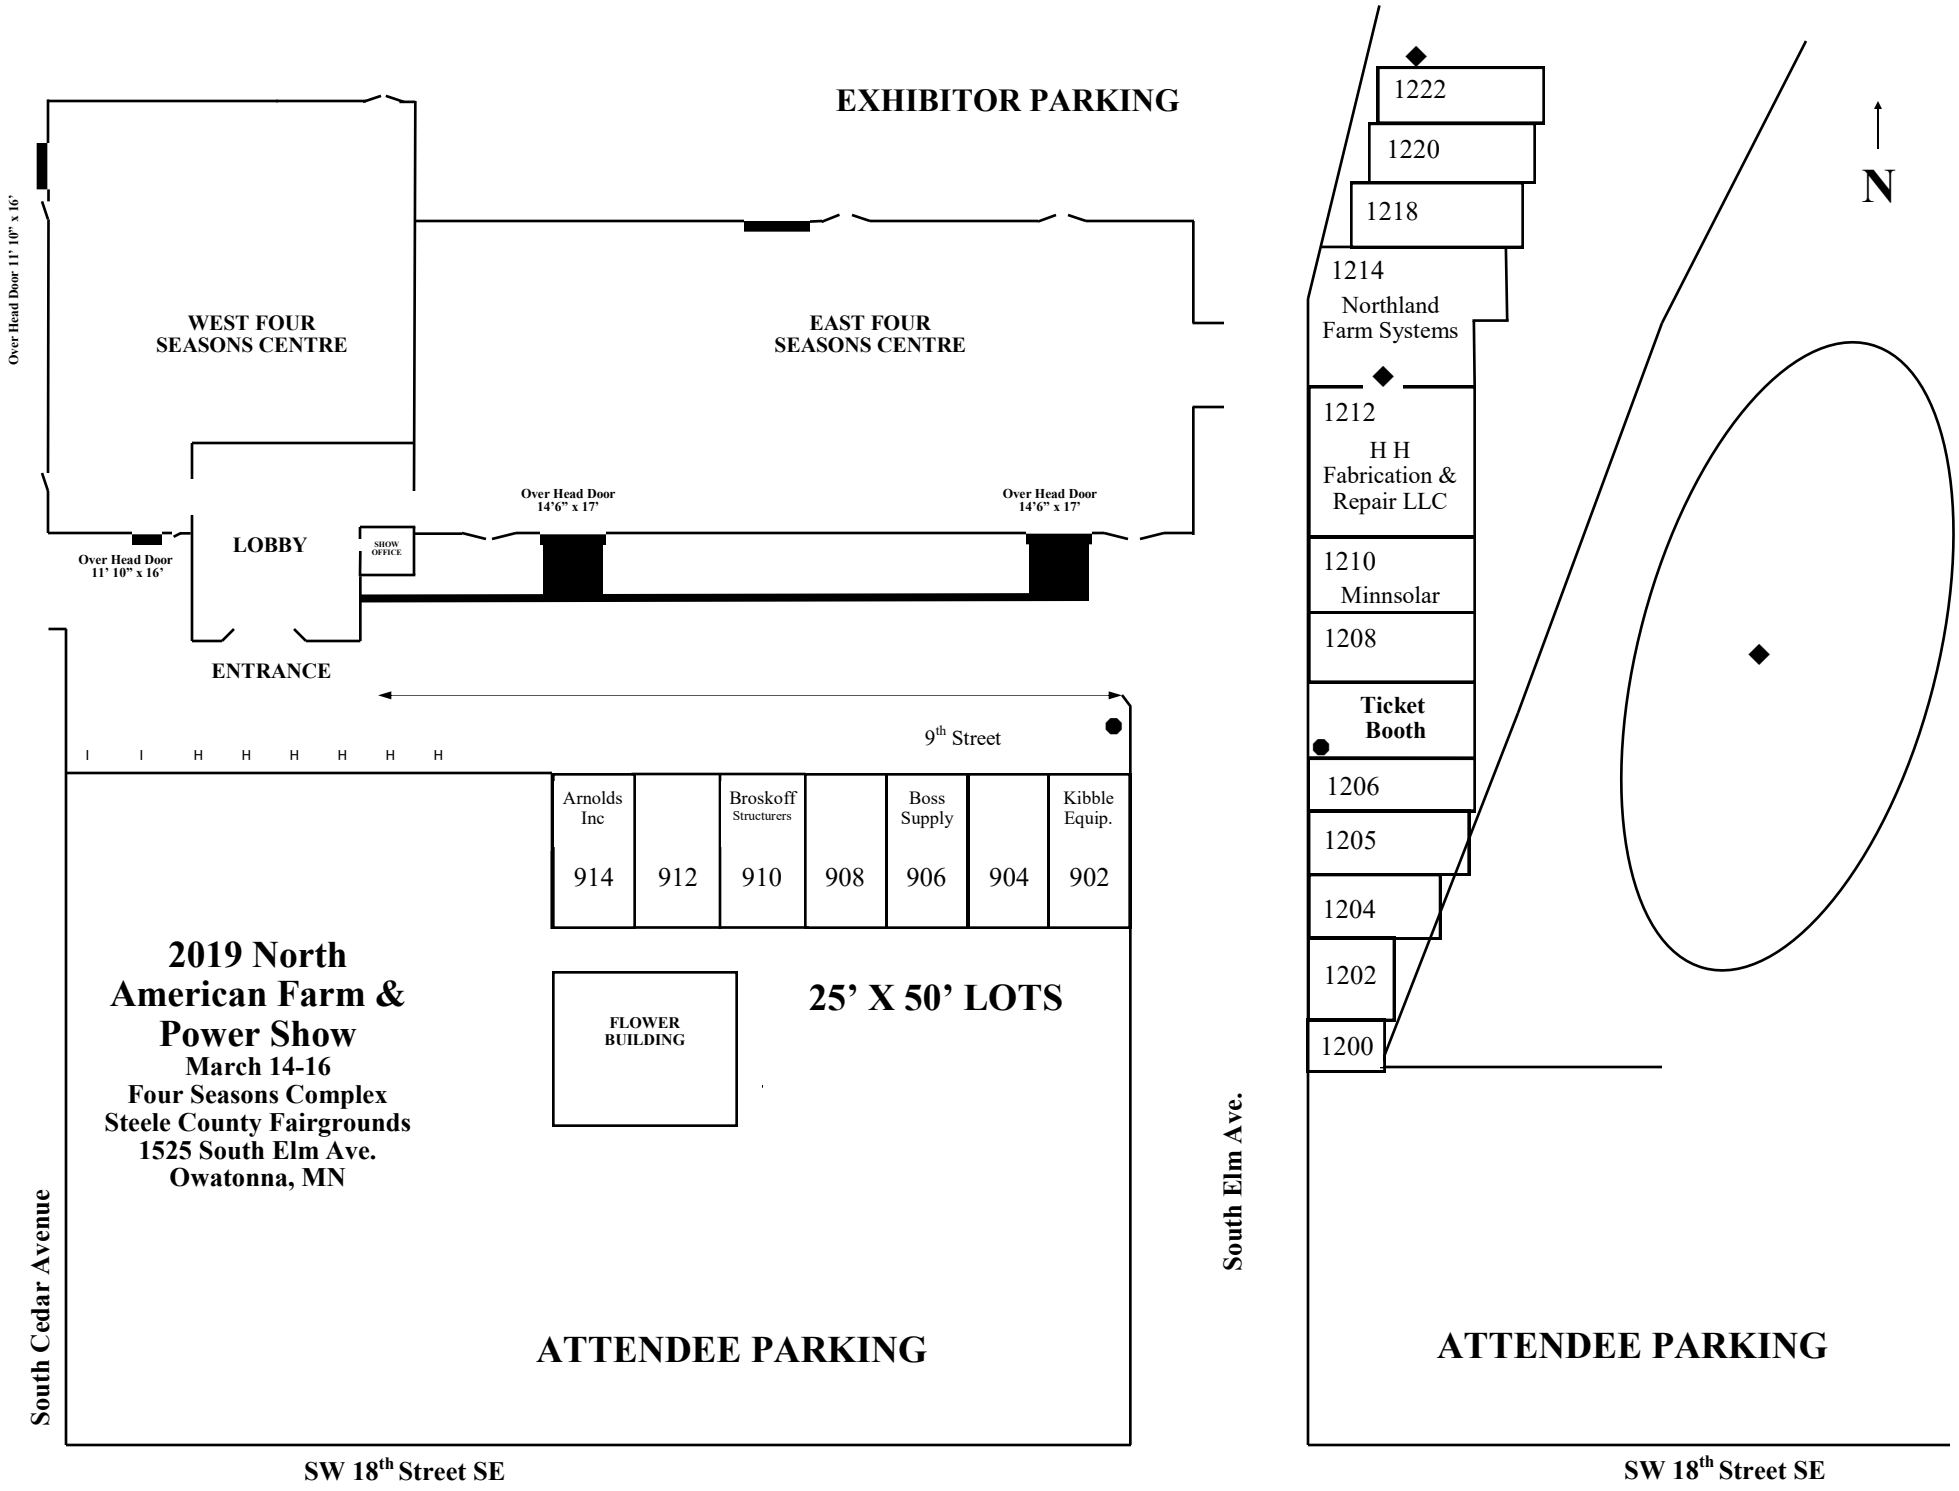 EXHIBITOR PARKING
1222
1220
1218
N
Over Head Door 11’ 10” x 16’
WEST FOUR
SEASONS CENTRE
EAST FOUR
SEASONS CENTRE
1214
Northland
Farm Systems
1212
H H
Fabrication &
Repair LLC
Over Head Door
14’6” x 17’
Over Head Door
14’6” x 17’
LOBBY
SHOW
OFFICE
Over Head Door
11’ 10” x 16’
1210
Minnsolar
1208
ENTRANCE
Ticket
Booth
9th Street
I I H H H H H H
1206
Arnolds
Inc
914
912
Broskoff
Structurers
910
908
Boss
Supply
906
904
Kibble
Equip.
902
1205
1204
1202
1200
2019 North
American Farm &
Power Show
March 14-16
Four Seasons Complex
Steele County Fairgrounds
1525 South Elm Ave.
Owatonna, MN
25’ X 50’ LOTS
FLOWER
BUILDING
South Cedar Avenue
South Elm Ave.
ATTENDEE PARKING
ATTENDEE PARKING
SW 18th Street SE
SW 18th Street SE